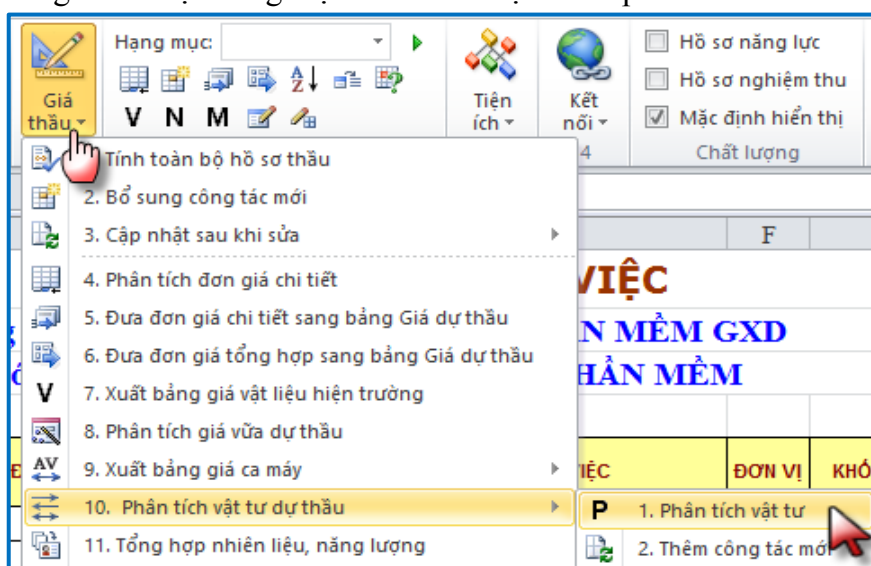 Hạng mục:
Giá thầu
V N M
Tiện ích
Kết nối
Hồ sơ năng lực
Hồ sơ nghiệm thu
Mặc định hiển thị
4
Chất lượng
Tính toàn bộ hồ sơ thầu
2. Bổ sung công tác mới
3. Cập nhật sau khi sửa
4. Phân tích đơn giá chi tiết
5. Đưa đơn giá chi tiết sang bảng Giá dự thầu
6. Đưa đơn giá tổng hợp sang bảng Giá dự thầu
V 7. Xuất bảng giá vật liệu hiện trường
8. Phân tích giá vữa dự thầu
AV 9. Xuất bảng giá ca máy
10. Phân tích vật tư dự thầu
11. Tổng hợp nhiên liệu, năng lượng
P 1. Phân tích vật tư
2. Thêm công tác mới
F
VIỆC
N MỀM GXD
HẦN MỀM
IỆC
ĐƠN VỊ
KHỐ